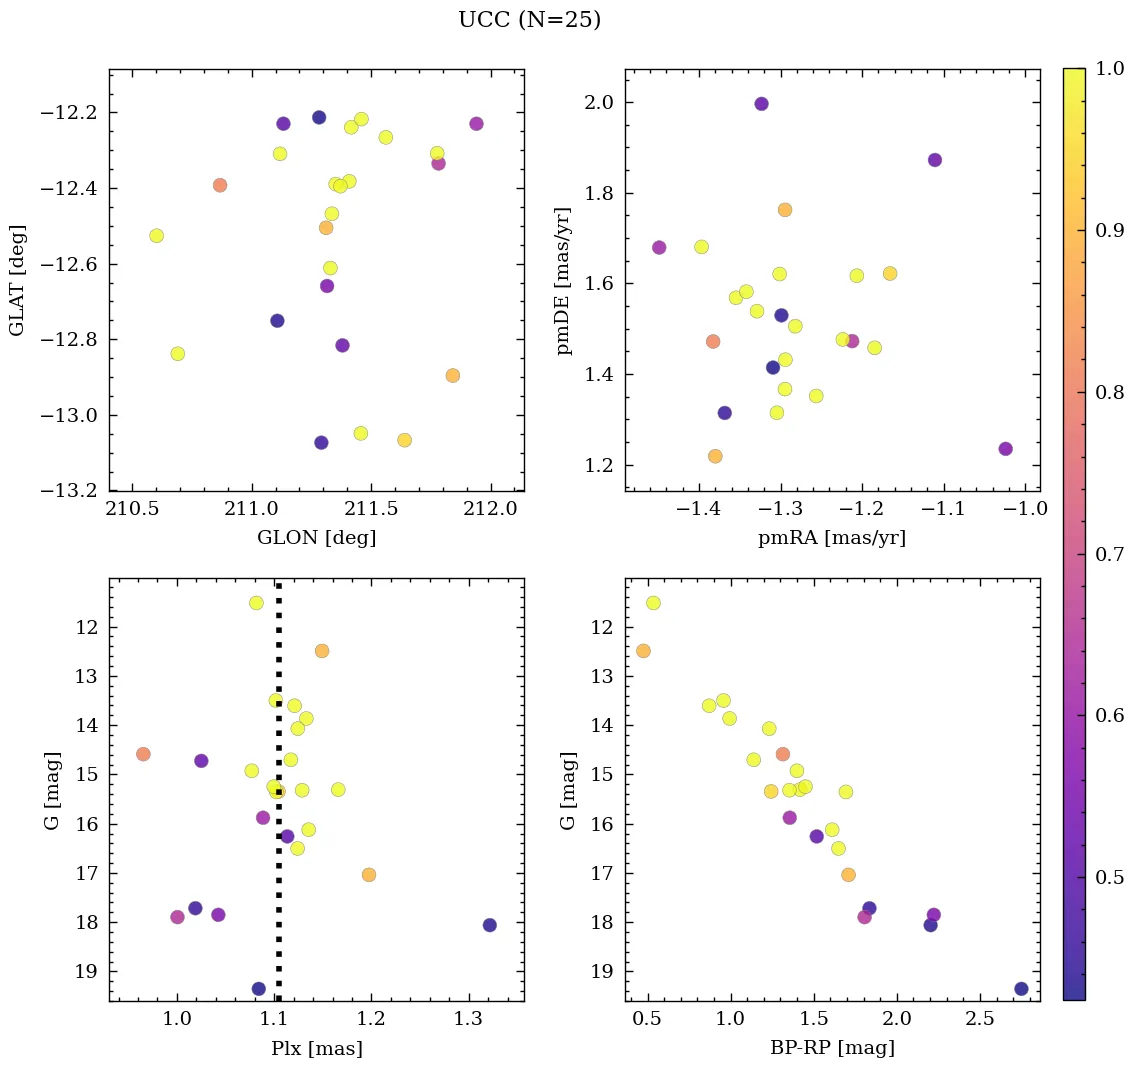 UCC (N=25)
−12.2
−12.4
−12.6
−12.8
−13.0
−13.2
GLAT [deg]
210.5 211.0 211.5 212.0
GLON [deg]
2.0
1.8
1.6
1.4
1.2
pmDE [mas/yr]
−1.4 −1.3 −1.2 −1.1 −1.0
pmRA [mas/yr]
12
13
14
15
16
17
18
19
G [mag]
1.0 1.1 1.2 1.3
Plx [mas]
12
13
14
15
16
17
18
19
G [mag]
0.5 1.0 1.5 2.0 2.5
BP-RP [mag]
1.0
0.9
0.8
0.7
0.6
0.5